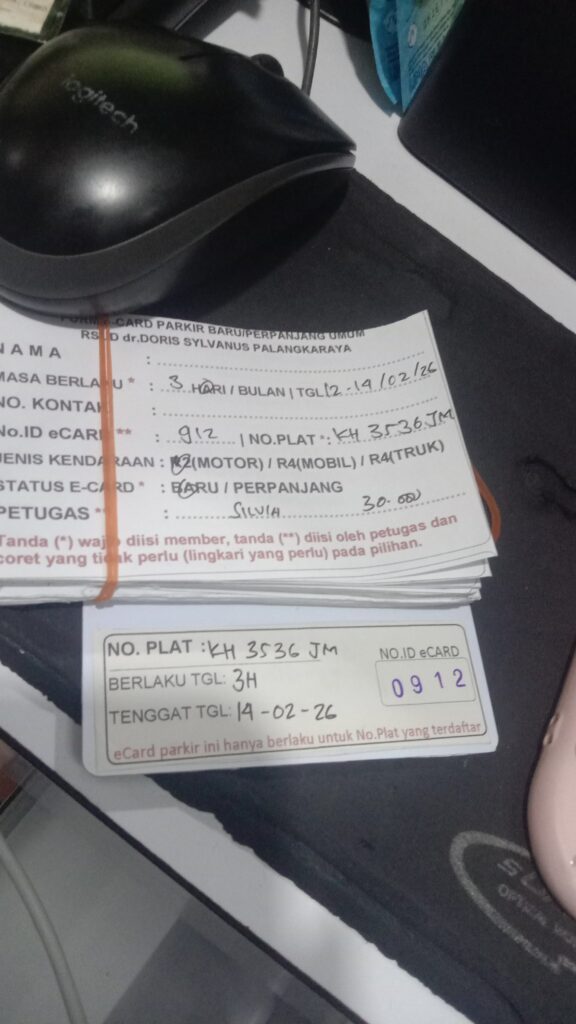 logitech
FORM E-CARD PARKIR BARU/PERPANJANG UMUM
RSUD dr.DORIS SYLVANUS PALANGKARAYA
NAMA :
MASA BERLAKU * : 3 HARI / BULAN | TGL 12-14/02/26
NO. KONTAK :
No.ID eCARD ** : 912 | NO.PLAT *: KH 3536 JM
JENIS KENDARAAN : R2(MOTOR) / R4(MOBIL) / R4(TRUK)
STATUS E-CARD * : BARU / PERPANJANG
PETUGAS ** : SILVIA 30.000
Tanda (*) wajib diisi member, tanda (**) diisi oleh petugas dan
coret yang tidak perlu (lingkari yang perlu) pada pilihan.
NO. PLAT : KH 3536 JM
NO.ID eCARD
BERLAKU TGL: 3H
0912
TENGGAT TGL: 14-02-26
eCard parkir ini hanya berlaku untuk No.Plat yang terdaftar